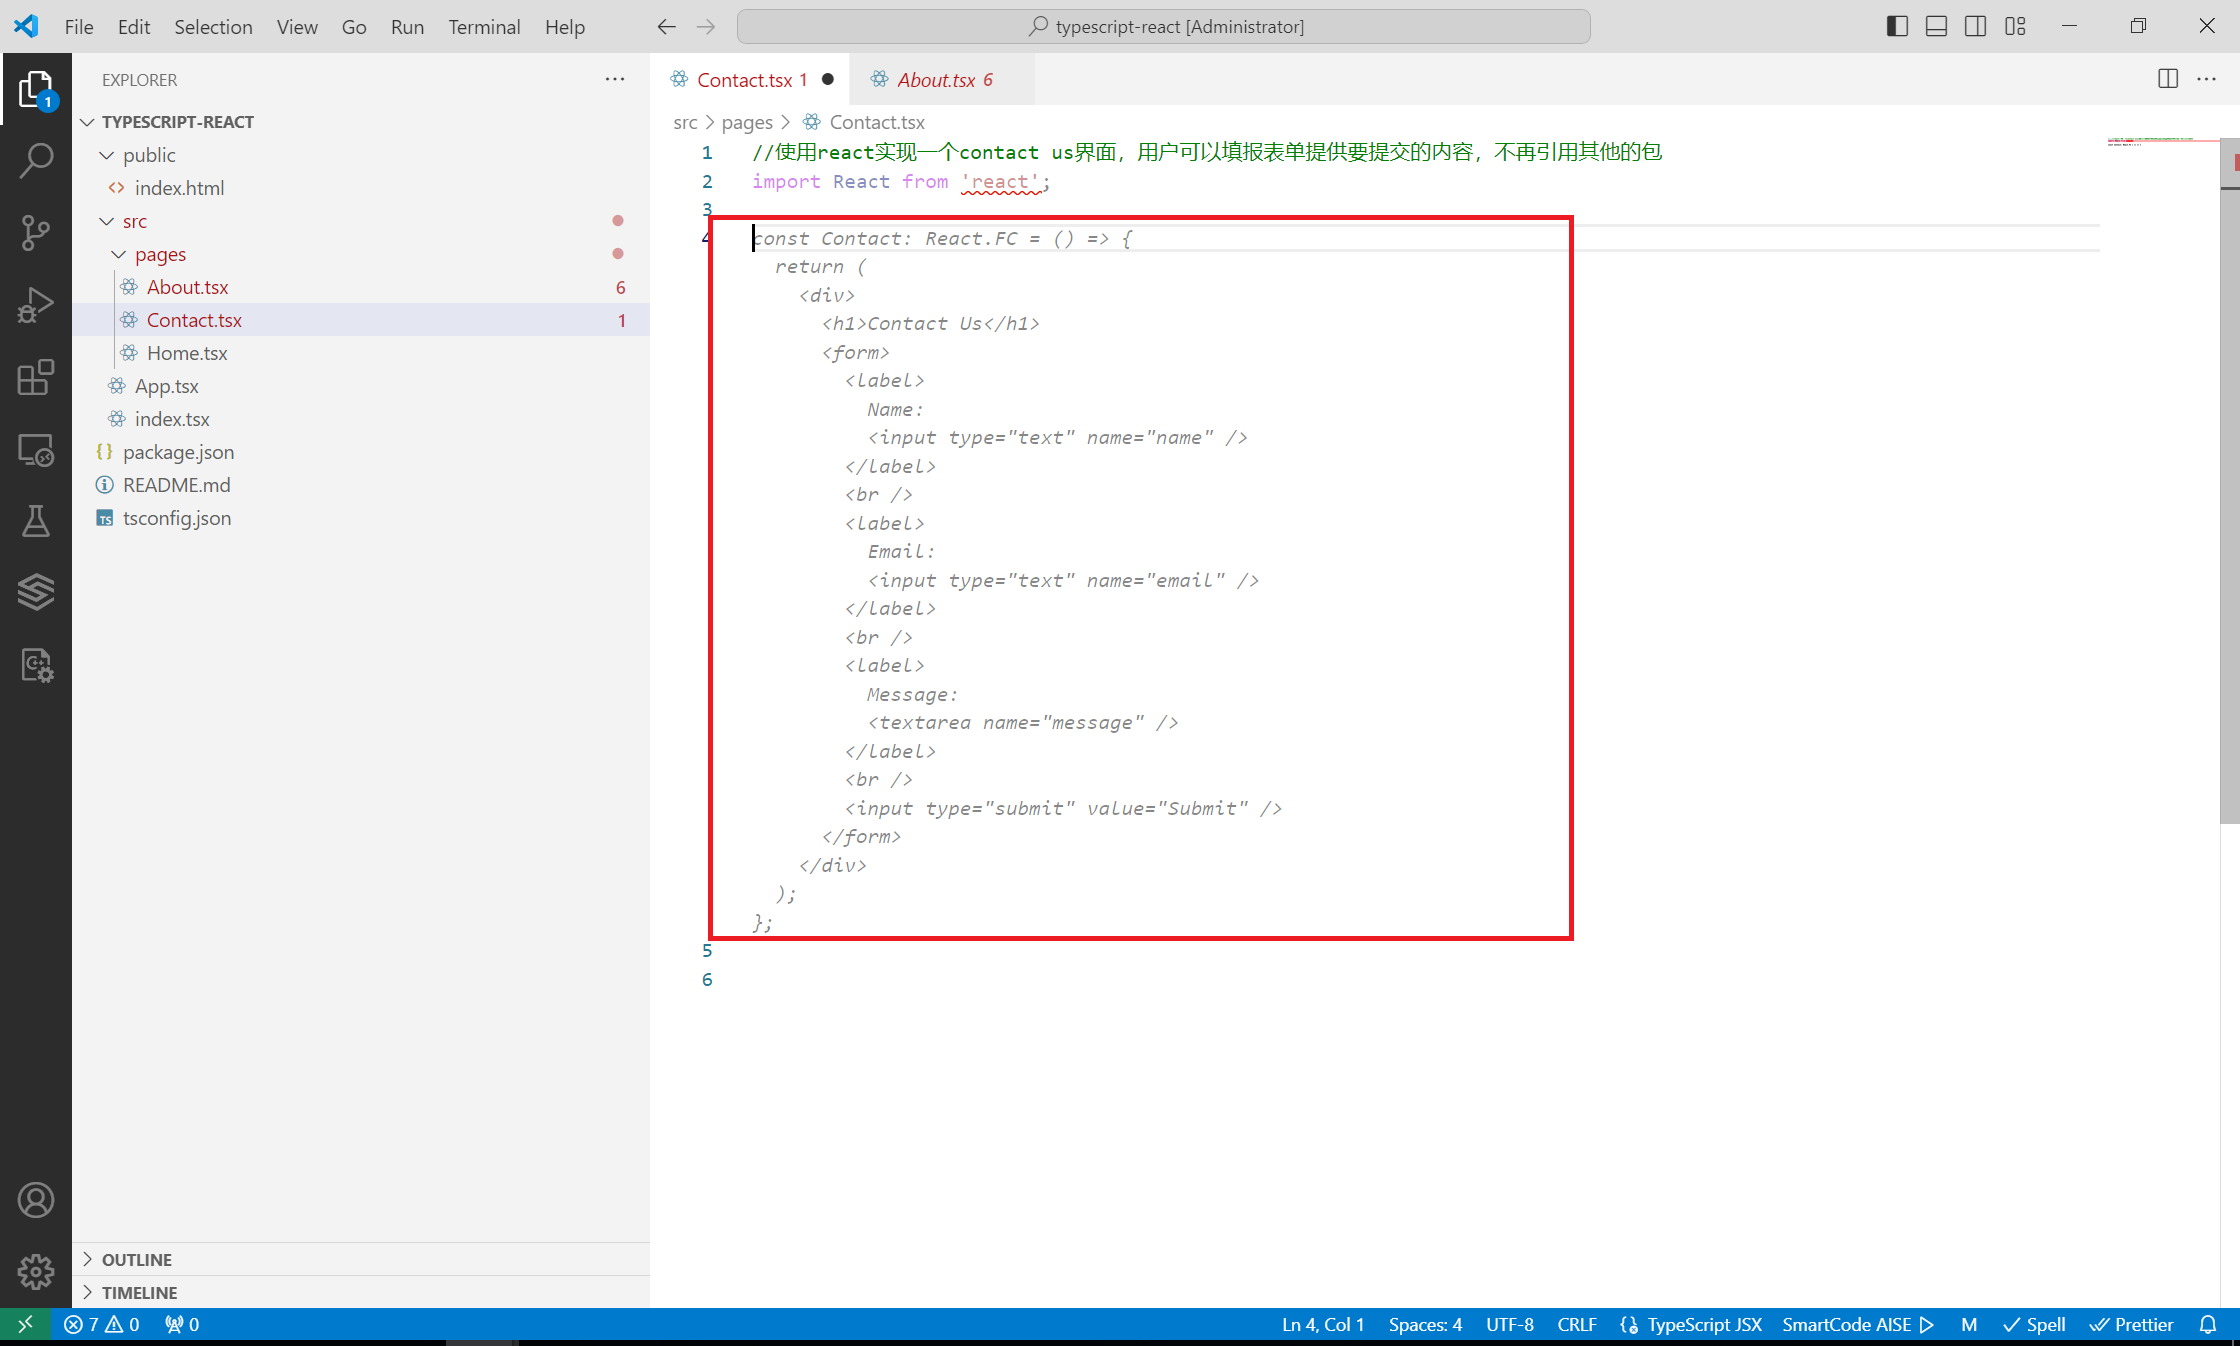 File Edit Selection View Go Run Terminal Help
typescript-react [Administrator]
EXPLORER
TYPESCRIPT-REACT
public
index.html
src
pages
About.tsx 6
Contact.tsx 1
Home.tsx
App.tsx
index.tsx
{} package.json
README.md
TS tsconfig.json
OUTLINE
TIMELINE
1
Contact.tsx 1
About.tsx 6
src > pages > Contact.tsx
1 //使用react实现一个contact us界面，用户可以填报表单提供要提交的内容，不再引用其他的包
2 import React from 'react';
3
4 const Contact: React.FC = () => {
return (
<div>
<h1>Contact Us</h1>
<form>
<label>
Name:
<input type="text" name="name" />
</label>
<br />
<label>
Email:
<input type="text" name="email" />
</label>
<br />
<label>
Message:
<textarea name="message" />
</label>
<br />
<input type="submit" value="Submit" />
</form>
</div>
);
};
5
6
7 0 0
Ln 4, Col 1 Spaces: 4 UTF-8 CRLF TypeScript JSX SmartCode AISE M Spell Prettier